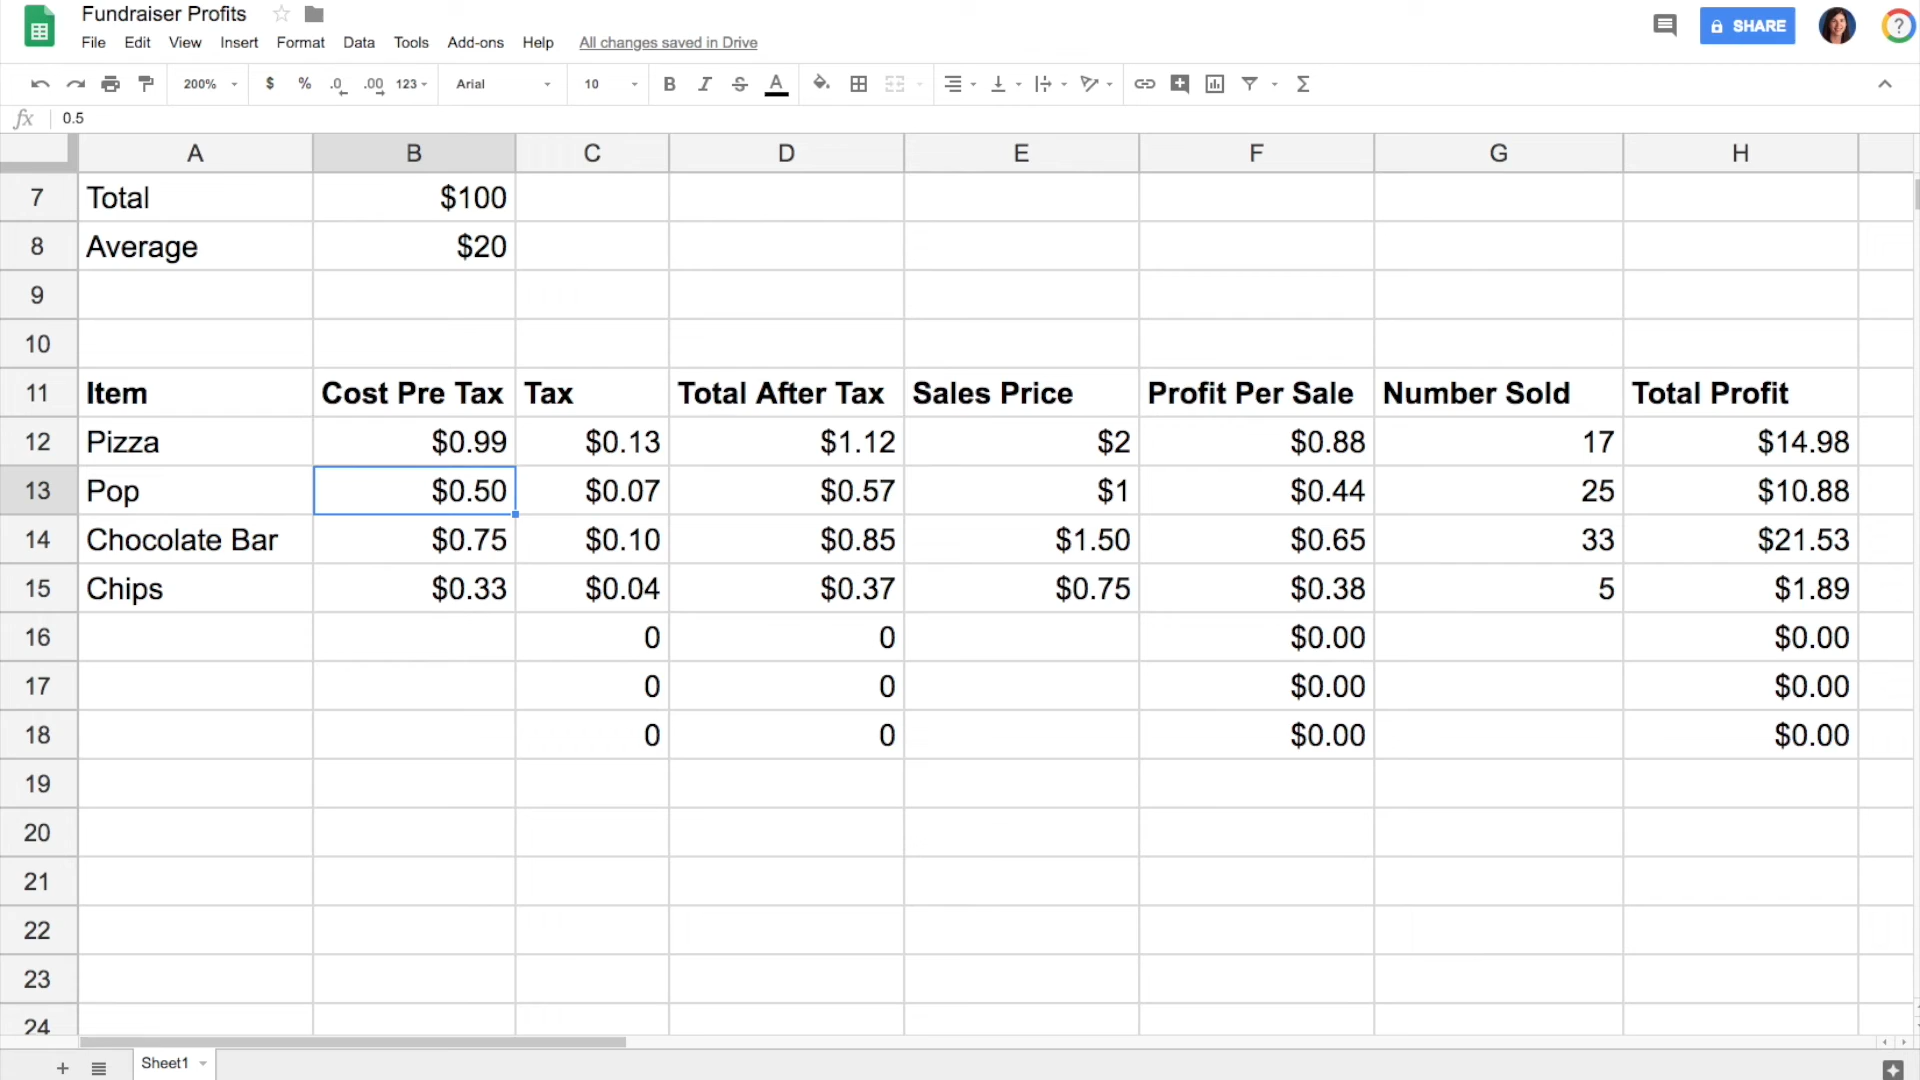 Fundraiser Profits
File Edit View Insert Format Data Tools Add-ons Help All changes saved in Drive
SHARE
?
200% $ % .0 .00 123 Arial 10 B I S A Σ
fx 0.5
A B C D E F G H
7 Total $100
8 Average $20
9
10
11 Item Cost Pre Tax Tax Total After Tax Sales Price Profit Per Sale Number Sold Total Profit
12 Pizza $0.99 $0.13 $1.12 $2 $0.88 17 $14.98
13 Pop $0.50 $0.07 $0.57 $1 $0.44 25 $10.88
14 Chocolate Bar $0.75 $0.10 $0.85 $1.50 $0.65 33 $21.53
15 Chips $0.33 $0.04 $0.37 $0.75 $0.38 5 $1.89
16 0 0 $0.00 $0.00
17 0 0 $0.00 $0.00
18 0 0 $0.00 $0.00
19
20
21
22
23
24
+ Sheet1